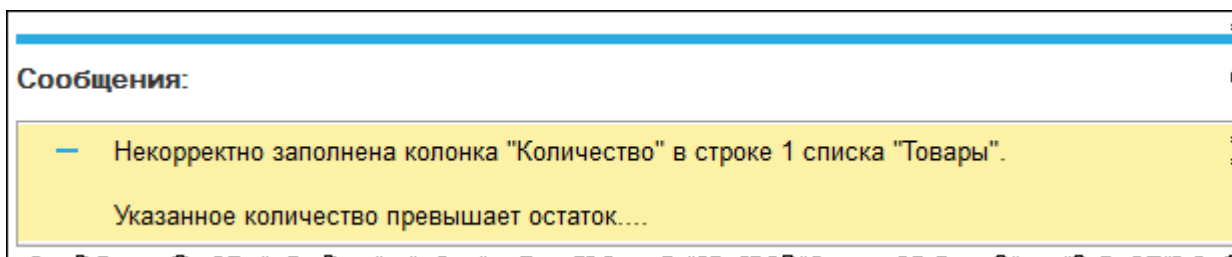 Сообщения:
Некорректно заполнена колонка "Количество" в строке 1 списка "Товары".
Указанное количество превышает остаток....